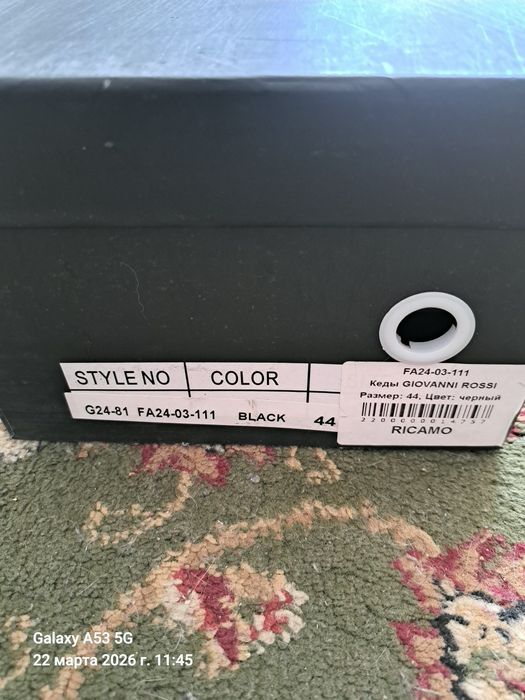 STYLE NO COLOR S
G24-81 FA24-03-111 BLACK 44
FA24-03-111
Кеды GIOVANNI ROSSI
Размер: 44, Цвет: черный
2200000014757
RICAMO
Galaxy A53 5G
22 марта 2026 г. 11:45